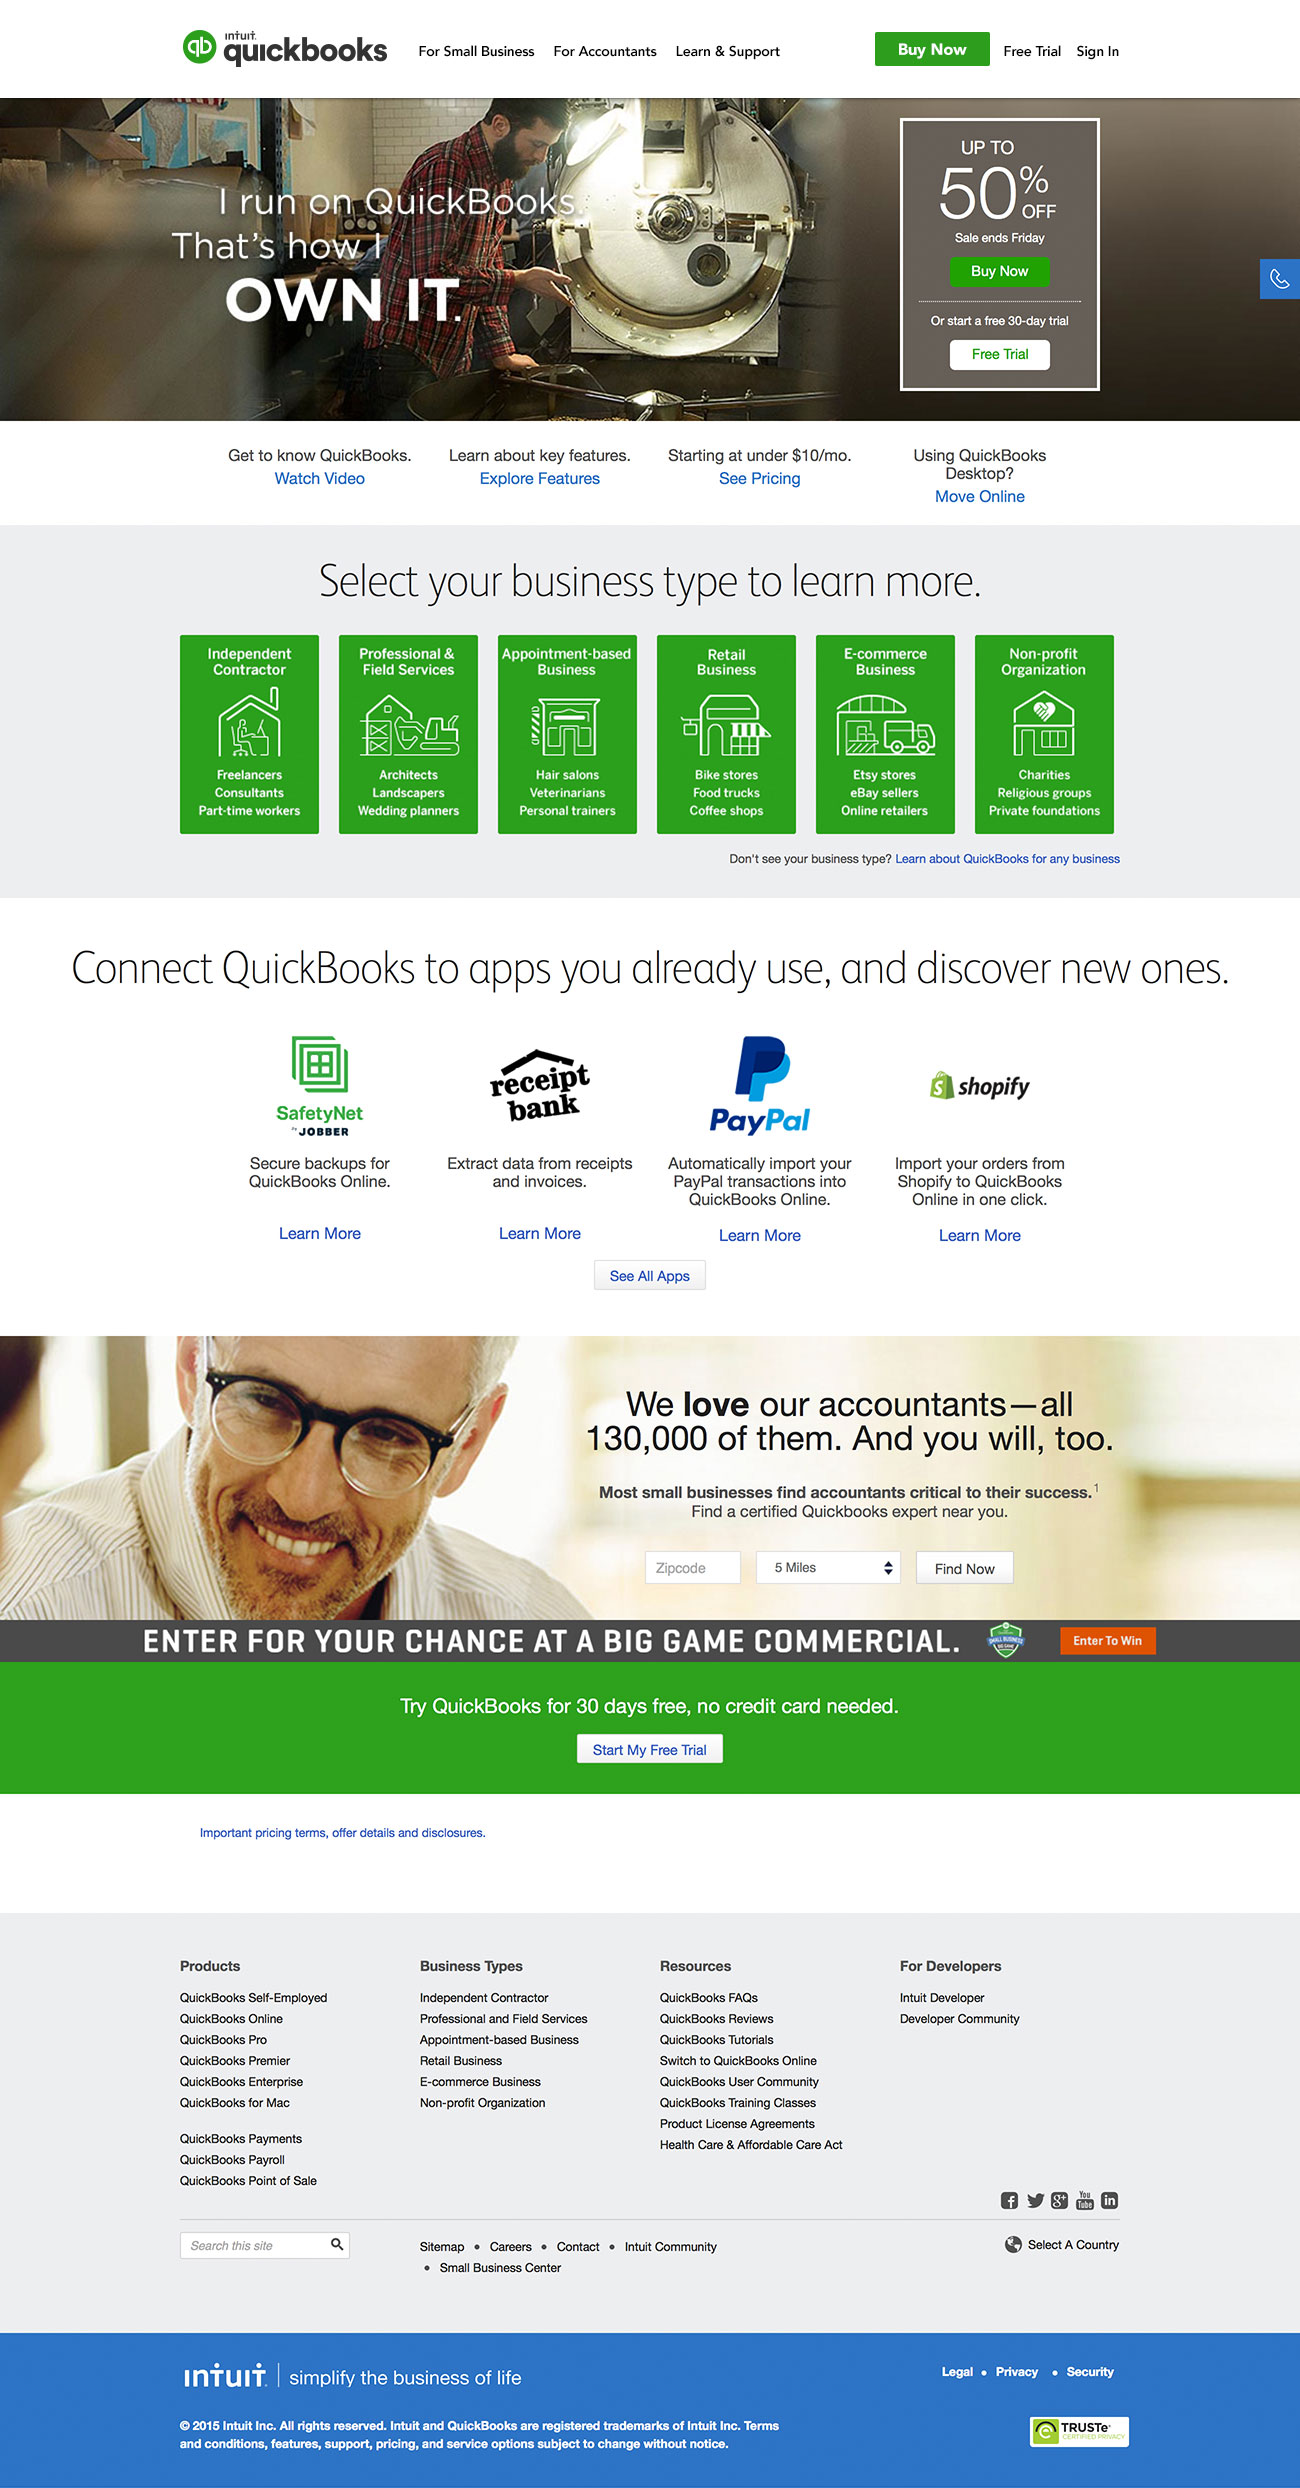 intuit
quickbooks
For Small Business
For Accountants
Learn & Support
Buy Now
Free Trial
Sign In
I run on QuickBooks.
That's how I
OWN IT.
UP TO
50% OFF
Sale ends Friday
Buy Now
Or start a free 30-day trial
Free Trial
Get to know QuickBooks.
Watch Video
Learn about key features.
Explore Features
Starting at under $10/mo.
See Pricing
Using QuickBooks
Desktop?
Move Online
Select your business type to learn more.
Independent
Contractor
Freelancers
Consultants
Part-time workers
Professional &
Field Services
Architects
Landscapers
Wedding planners
Appointment-based
Business
Hair salons
Veterinarians
Personal trainers
Retail
Business
Bike stores
Food trucks
Coffee shops
E-commerce
Business
Etsy stores
eBay sellers
Online retailers
Non-profit
Organization
Charities
Religious groups
Private foundations
Don't see your business type? Learn about QuickBooks for any business
Connect QuickBooks to apps you already use, and discover new ones.
SafetyNet
by JOBBER
Secure backups for
QuickBooks Online.
Learn More
receipt
bank
Extract data from receipts
and invoices.
Learn More
PayPal
Automatically import your
PayPal transactions into
QuickBooks Online.
Learn More
shopify
Import your orders from
Shopify to QuickBooks
Online in one click.
Learn More
See All Apps
We love our accountants—all
130,000 of them. And you will, too.
Most small businesses find accountants critical to their success.1
Find a certified Quickbooks expert near you.
Zipcode
5 Miles
Find Now
ENTER FOR YOUR CHANCE AT A BIG GAME COMMERCIAL.
SMALL BUSINESS
BIG GAME
Enter To Win
Try QuickBooks for 30 days free, no credit card needed.
Start My Free Trial
Important pricing terms, offer details and disclosures.
Products
QuickBooks Self-Employed
QuickBooks Online
QuickBooks Pro
QuickBooks Premier
QuickBooks Enterprise
QuickBooks for Mac
QuickBooks Payments
QuickBooks Payroll
QuickBooks Point of Sale
Business Types
Independent Contractor
Professional and Field Services
Appointment-based Business
Retail Business
E-commerce Business
Non-profit Organization
Resources
QuickBooks FAQs
QuickBooks Reviews
QuickBooks Tutorials
Switch to QuickBooks Online
QuickBooks User Community
QuickBooks Training Classes
Product License Agreements
Health Care & Affordable Care Act
For Developers
Intuit Developer
Developer Community
You
Tube
Search this site
Sitemap • Careers • Contact • Intuit Community
• Small Business Center
Select A Country
intuit. | simplify the business of life
Legal • Privacy • Security
© 2015 Intuit Inc. All rights reserved. Intuit and QuickBooks are registered trademarks of Intuit Inc. Terms
and conditions, features, support, pricing, and service options subject to change without notice.
TRUSTe
CERTIFIED PRIVACY